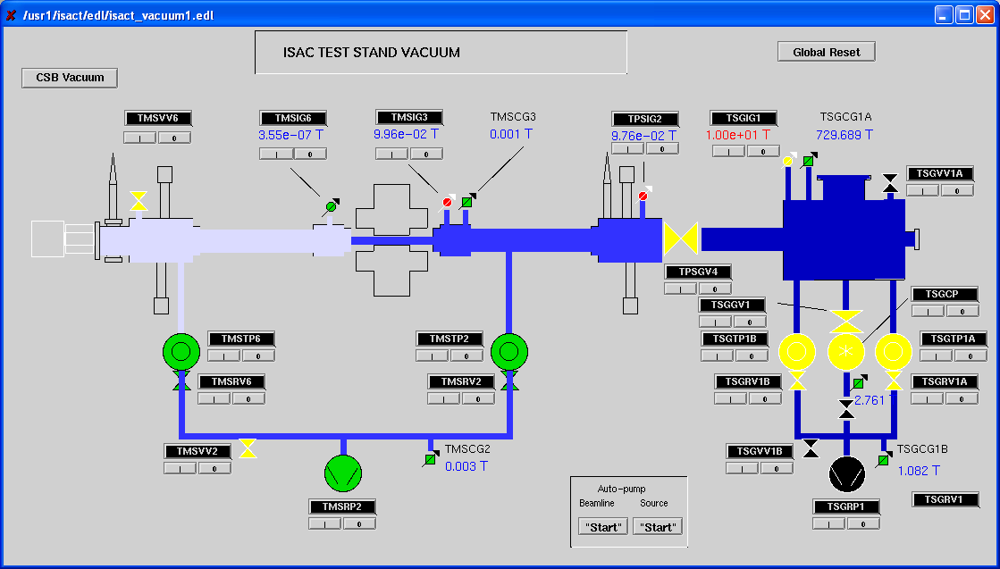 /usr1/isact/edl/isact_vacuum1.edl
ISAC TEST STAND VACUUM
Global Reset
CSB Vacuum
TMSVV6
TMSIG6
TMSIG3
TMSCG3
TPSIG2
TSGIG1
TSGCG1A
3.55e-07 T
9.96e-02 T
0.001 T
9.76e-02 T
1.00e+01 T
729.689 T
I 0
I 0
I 0
I 0
I 0
TSGVV1A
I 0
TPSGV4
I 0
TSGCP
I 0
TSGGV1
I 0
TMSTP6
I 0
TMSTP2
I 0
TSGTP1B
I 0
TSGTP1A
I 0
TMSRV6
I 0
TMSRV2
I 0
TSGRV1B
I 0
TSGRV1A
I 0
2.761
TMSVV2
I 0
TMSCG2
0.003 T
TSGVV1B
I 0
TSGCG1B
1.082 T
Auto-pump
Beamline Source
"Start" "Start"
TMSRP2
I 0
TSGRP1
I 0
TSGRV1